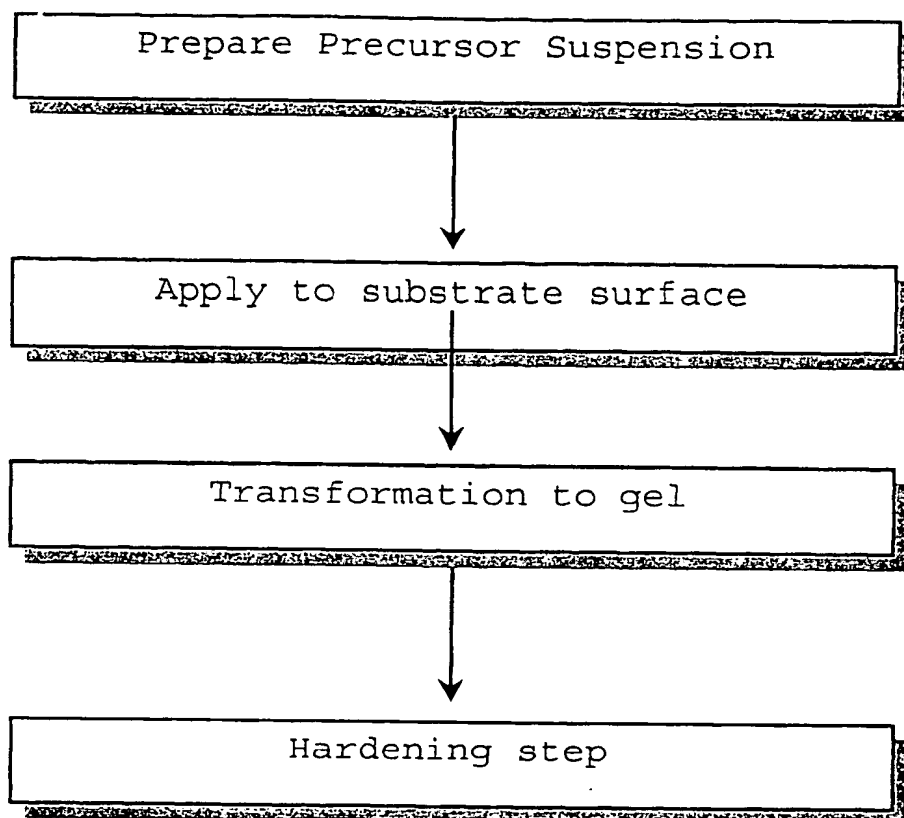 Prepare Precursor Suspension
Apply to substrate surface
Transformation to gel
Hardening step